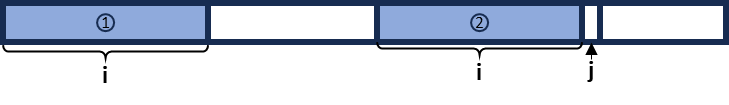 ① ②
i i j